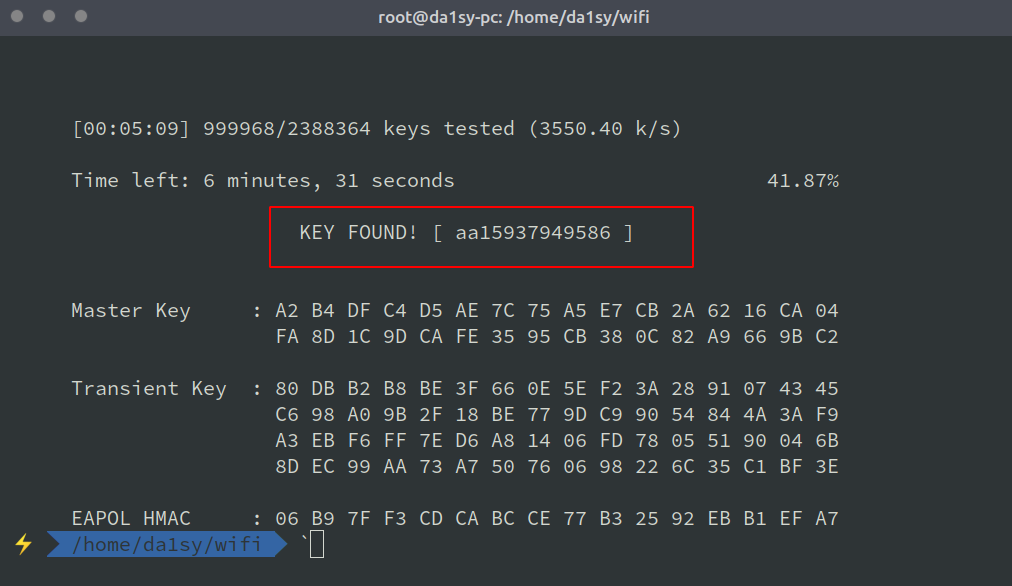 root@da1sy-pc: /home/da1sy/wifi
[00:05:09] 999968/2388364 keys tested (3550.40 k/s)
Time left: 6 minutes, 31 seconds 41.87%
KEY FOUND! [ aa15937949586 ]
Master Key : A2 B4 DF C4 D5 AE 7C 75 A5 E7 CB 2A 62 16 CA 04
FA 8D 1C 9D CA FE 35 95 CB 38 0C 82 A9 66 9B C2
Transient Key : 80 DB B2 B8 BE 3F 66 0E 5E F2 3A 28 91 07 43 45
C6 98 A0 9B 2F 18 BE 77 9D C9 90 54 84 4A 3A F9
A3 EB F6 FF 7E D6 A8 14 06 FD 78 05 51 90 04 6B
8D EC 99 AA 73 A7 50 76 06 98 22 6C 35 C1 BF 3E
EAPOL HMAC : 06 B9 7F F3 CD CA BC CE 77 B3 25 92 EB B1 EF A7
⚡ /home/da1sy/wifi `